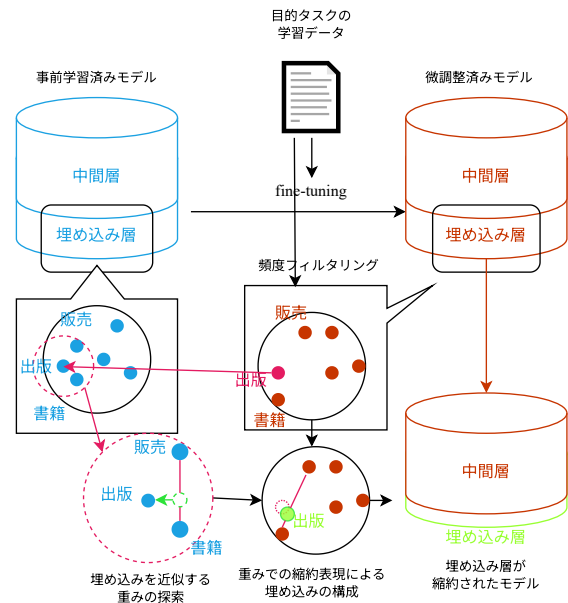 目的タスクの
学習データ
事前学習済みモデル
微調整済みモデル
中間層
埋め込み層
fine-tuning
中間層
埋め込み層
頻度フィルタリング
販売
出版
書籍
販売
出版
書籍
販売
出版
書籍
出版
中間層
埋め込み層
埋め込みを近似する
重みの探索
重みでの縮約表現による
埋め込みの構成
埋め込み層が
縮約されたモデル